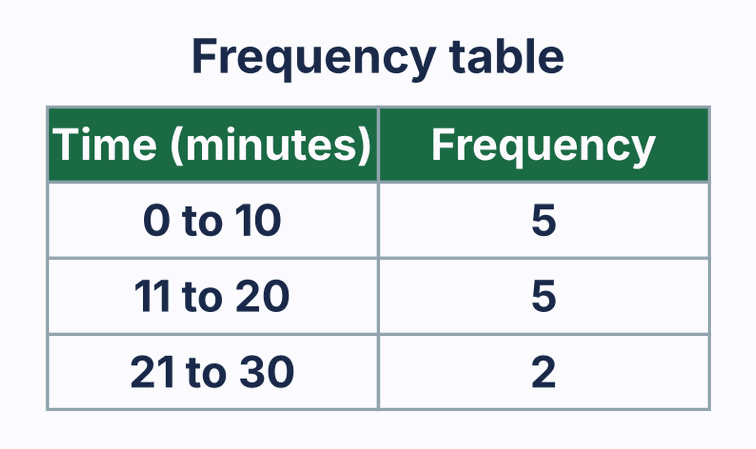 Frequency table
Time (minutes) Frequency
0 to 10 5
11 to 20 5
21 to 30 2